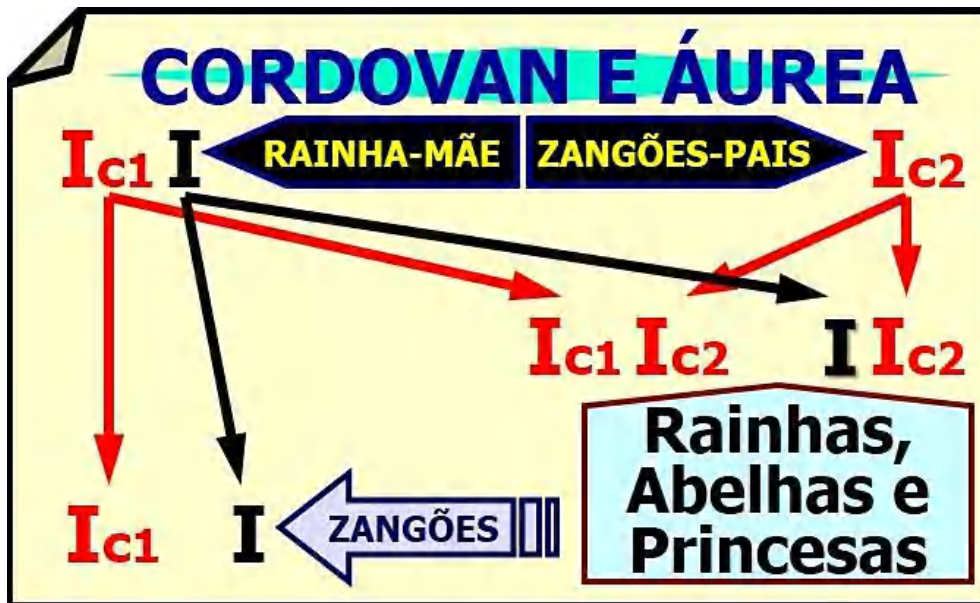 CORDOVAN E ÁUREA
Ic1 I RAINHA-MÃE ZANGÕES-PAIS Ic2
Ic1 Ic2 I Ic2
Rainhas,
Abelhas e
Princesas
Ic1 I ZANGÕES